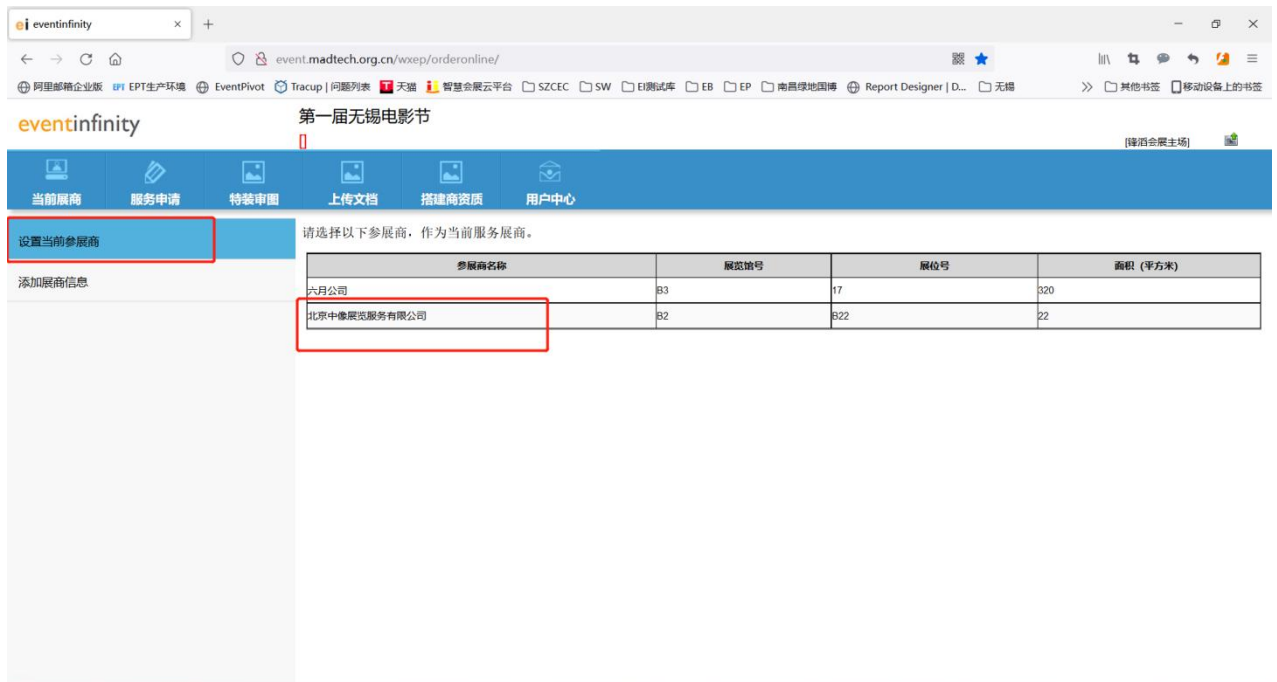 ei eventinfinity × +
event.madtech.org.cn/wxep/orderonline/
阿里邮箱企业版 EPT生产环境 EventPivot Tracup | 问题列表 天猫 智慧会展云平台 SZCEC SW EI测试库 EB EP 南昌绿地国博 Report Designer | D... 无锡 其他书签 移动设备上的书签
eventinfinity
第一届无锡电影节
[]
[锋滔会展主场]
当前展商 服务申请 特装审图 上传文档 搭建商资质 用户中心
设置当前参展商
添加展商信息
请选择以下参展商，作为当前服务展商。
参展商名称 展览馆号 展位号 面积（平方米）
六月公司 B3 17 320
北京中像展览服务有限公司 B2 B22 22